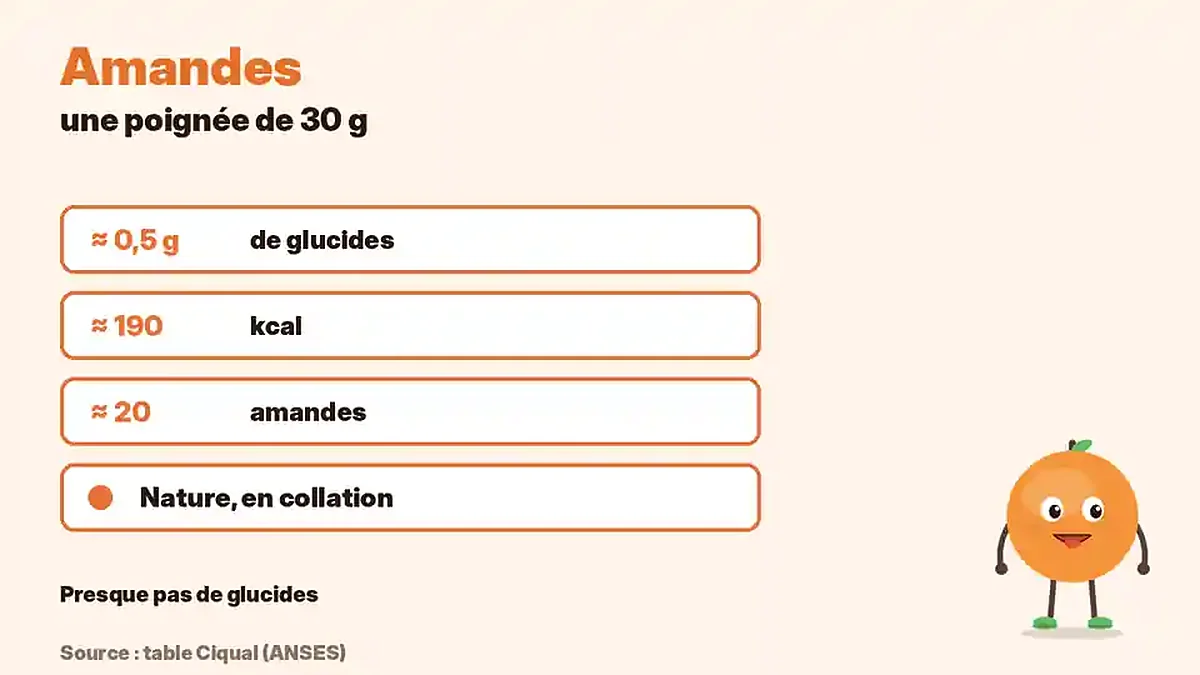 Amandes
une poignée de 30 g
≈ 0,5 g de glucides
≈ 190 kcal
≈ 20 amandes
Nature, en collation
Presque pas de glucides
Source : table Ciqual (ANSES)